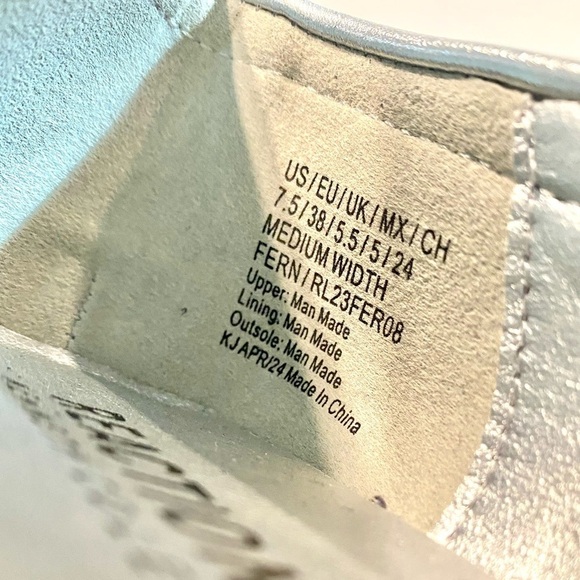 US/EU/UK/MX/CH
7.5/38/5.5/5/24
MEDIUM WIDTH
FERN/RL23FER08
Upper: Man Made
Lining: Man Made
Outsole: Man Made
KJ APR/24 Made In China